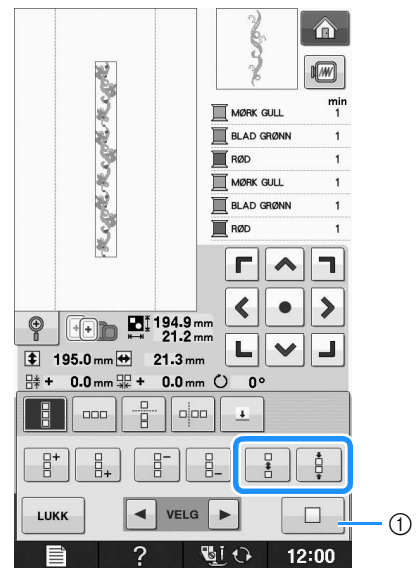 min
MØRK GULL 1
BLAD GRØNN 1
RØD 1
MØRK GULL 1
BLAD GRØNN 1
RØD 1
194.9 mm
21.2 mm
195.0 mm 21.3 mm
+ 0.0 mm + 0.0 mm 0°
LUKK VELG ①
? 12:00